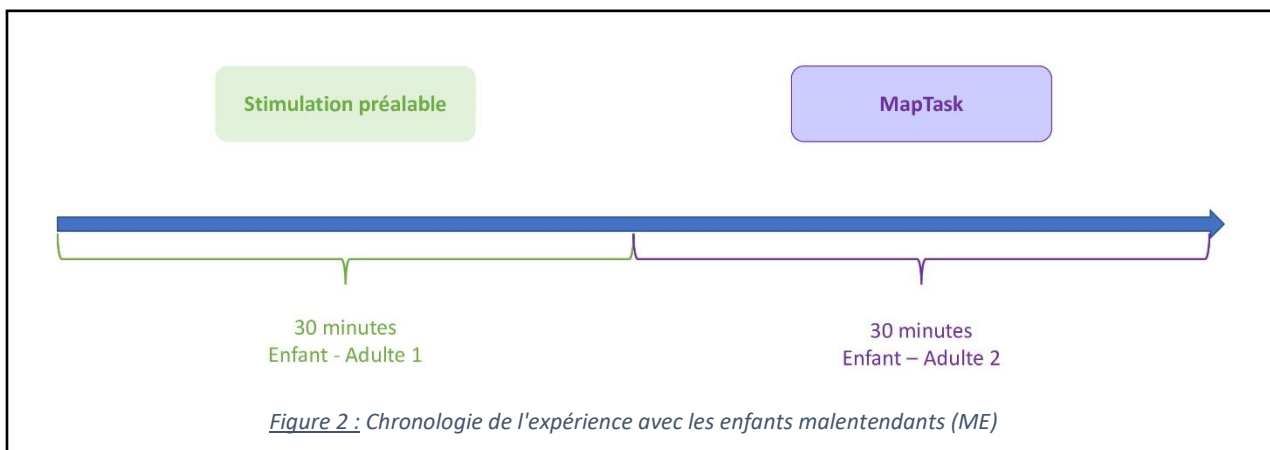 Stimulation préalable
MapTask
30 minutes
Enfant - Adulte 1
30 minutes
Enfant – Adulte 2
Figure 2 : Chronologie de l'expérience avec les enfants malentendants (ME)